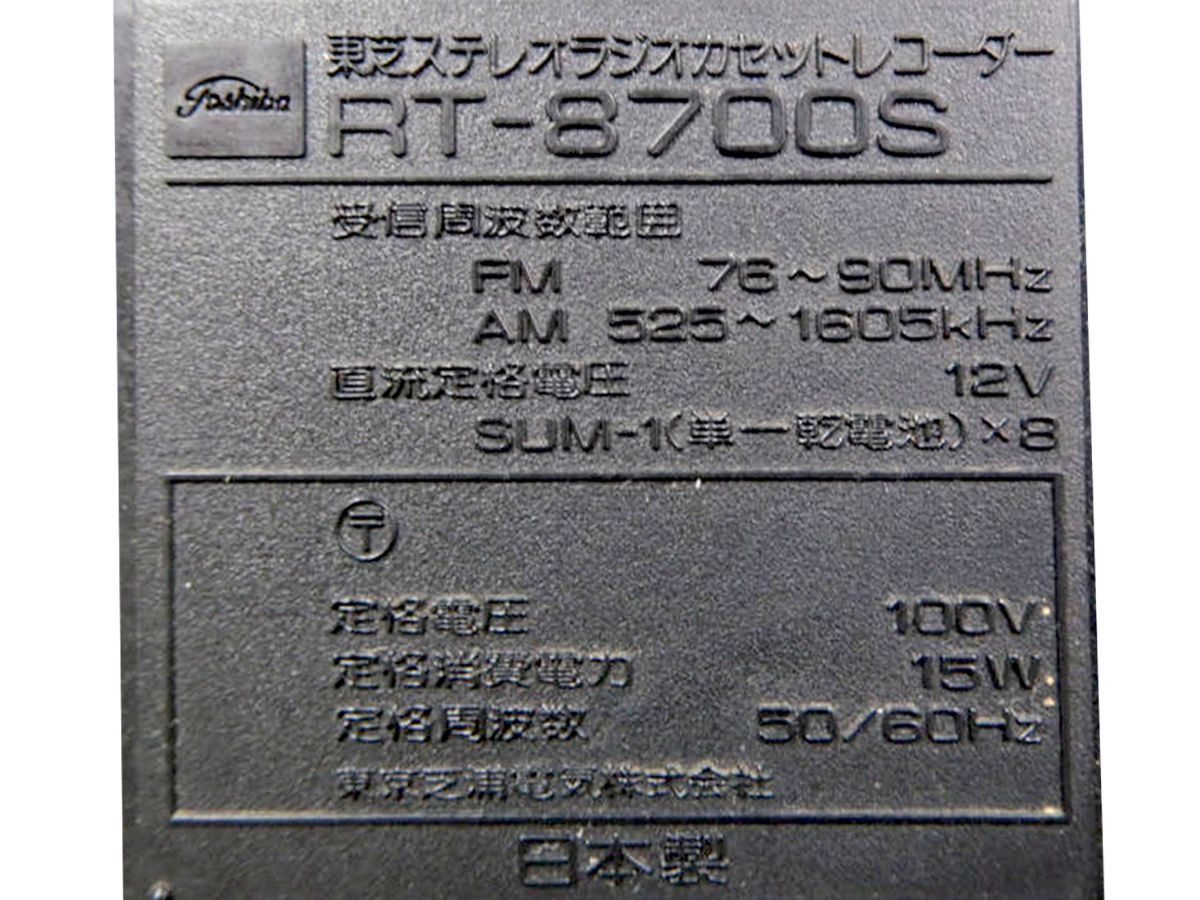 Toshiba
東芝ステレオラジオカセットレコーダー
RT-8700S
受信周波数範囲
FM 76~90MHz
AM 525~1605kHz
直流定格電圧 12V
SUM-1(単一乾電池)×8
〒
定格電圧 100V
定格消費電力 15W
定格周波数 50/60Hz
東京芝浦電気株式会社
日本製